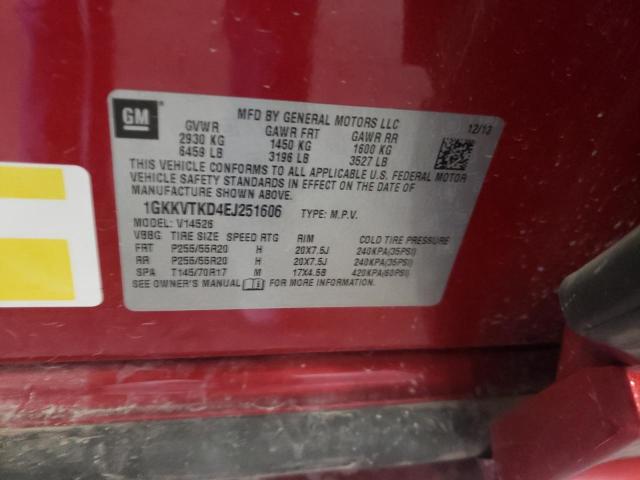 GM
MFD BY GENERAL MOTORS LLC
12/13
GVWR GAWR FRT GAWR RR
2930 KG 1450 KG 1600 KG
6459 LB 3196 LB 3527 LB
THIS VEHICLE CONFORMS TO ALL APPLICABLE U.S. FEDERAL MOTOR
VEHICLE SAFETY STANDARDS IN EFFECT ON THE DATE OF
MANUFACTURE SHOWN ABOVE.
1GKKVTKD4EJ251606 TYPE: M.P.V.
MODEL: V14526
VBBG TIRE SIZE SPEED RTG RIM COLD TIRE PRESSURE
FRT P255/55R20 H 20X7.5J 240KPA(35PSI)
RR P255/55R20 H 20X7.5J 240KPA(35PSI)
SPA T145/70R17 M 17X4.5B 420KPA(60PSI)
SEE OWNER'S MANUAL FOR MORE INFORMATION.